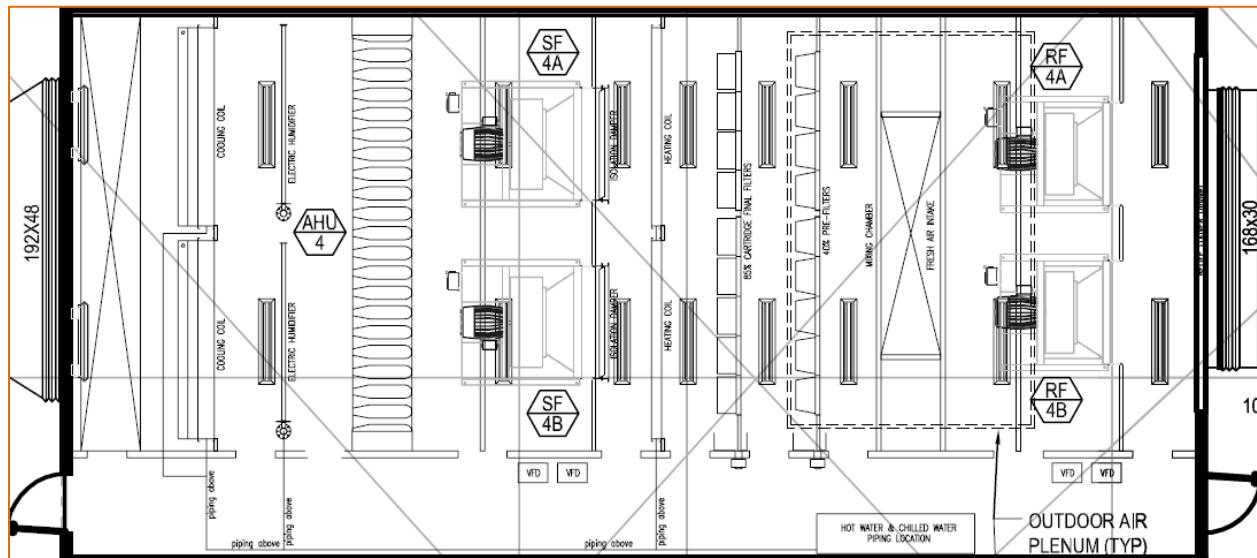 SF
4A
RF
4A
192X48
COOLING COIL
ELECTRIC HUMIDIFIER
AHU
4
ISOLATION DAMPER
HEATING COIL
85% CARTRIDGE FINAL FILTERS
40% PRE-FILTERS
MIXING CHAMBER
FRESH AIR INTAKE
168x30
COOLING COIL
ELECTRIC HUMIDIFIER
ISOLATION DAMPER
HEATING COIL
SF
4B
RF
4B
10
VFD
VFD
VFD
VFD
piping above
piping above
piping above
piping above
piping above
piping above
HOT WATER & CHILLED WATER
PIPING LOCATION
OUTDOOR AIR
PLENUM (TYP)